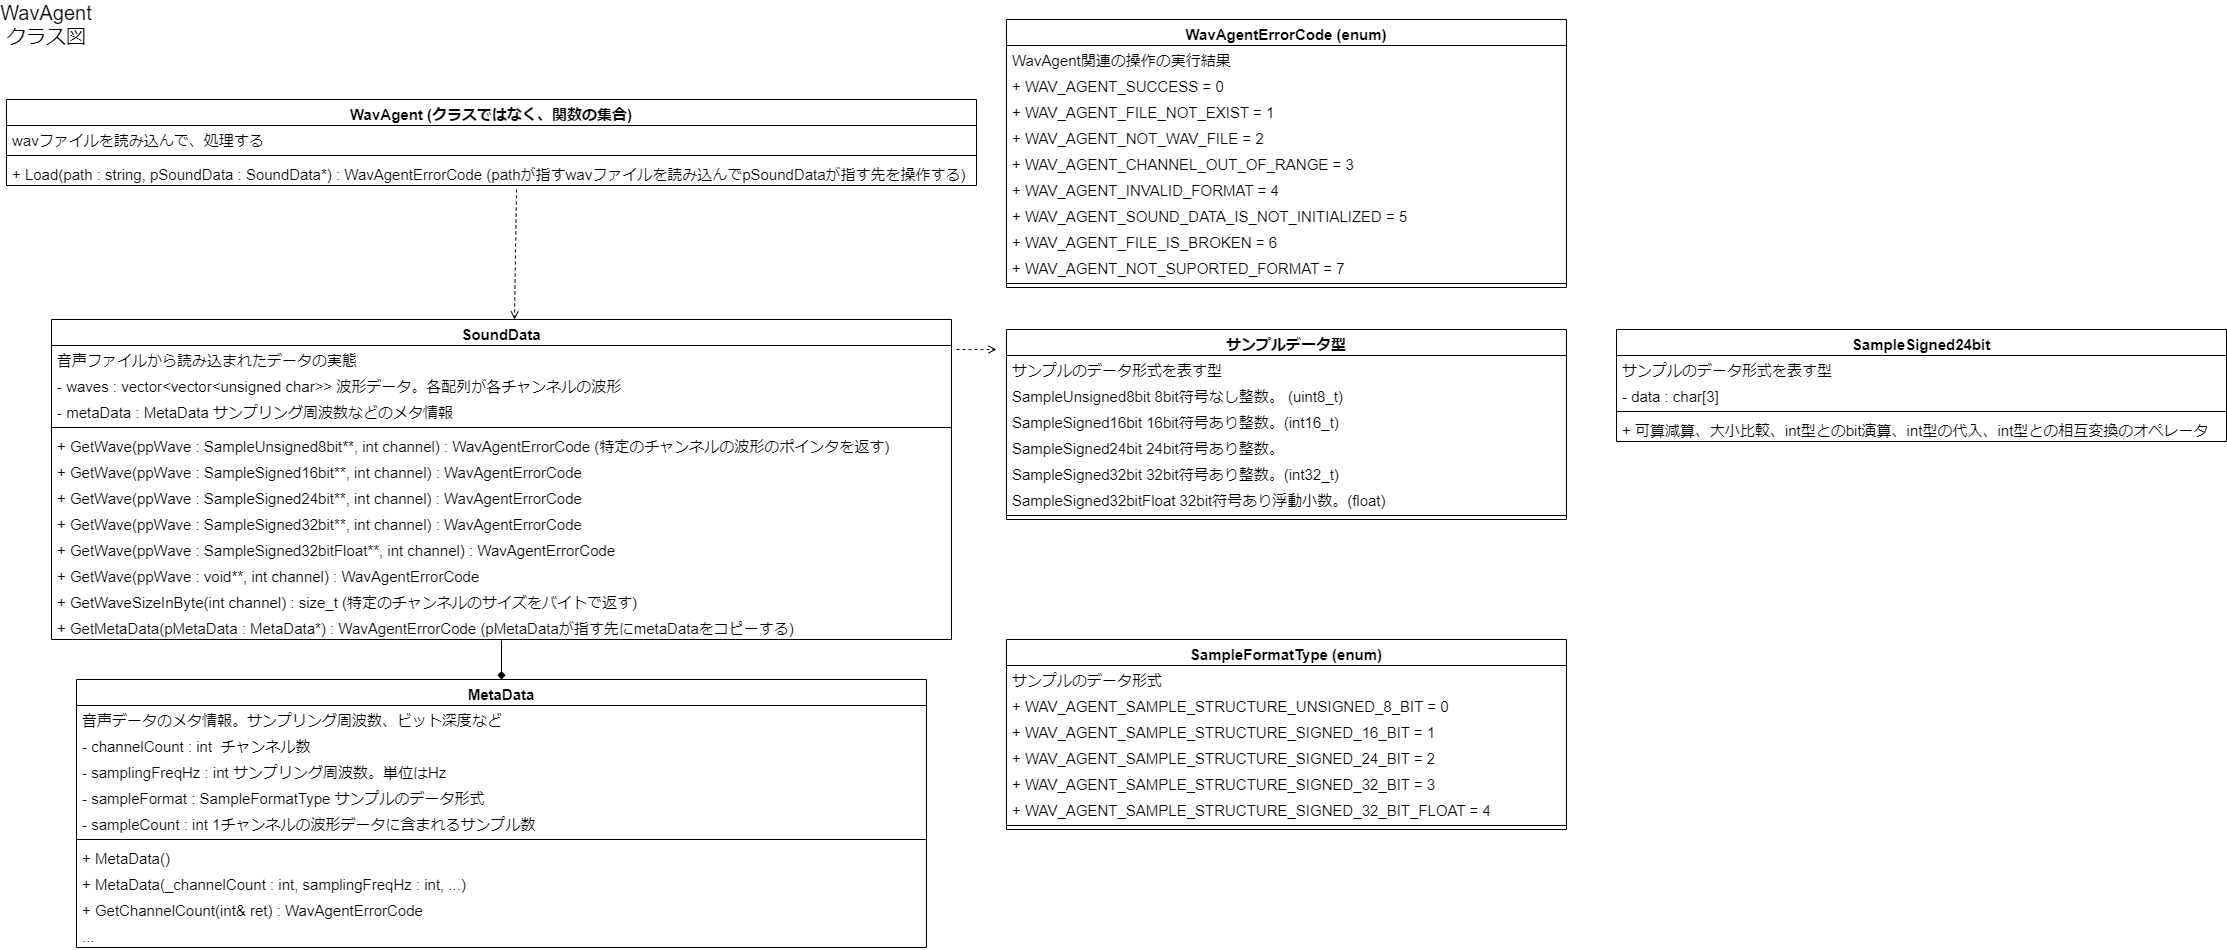 WavAgent
クラス図
WavAgent (クラスではなく、関数の集合)
wavファイルを読み込んで、処理する
+ Load(path : string, pSoundData : SoundData*) : WavAgentErrorCode (pathが指すwavファイルを読み込んでpSoundDataが指す先を操作する)
WavAgentErrorCode (enum)
WavAgent関連の操作の実行結果
+ WAV_AGENT_SUCCESS = 0
+ WAV_AGENT_FILE_NOT_EXIST = 1
+ WAV_AGENT_NOT_WAV_FILE = 2
+ WAV_AGENT_CHANNEL_OUT_OF_RANGE = 3
+ WAV_AGENT_INVALID_FORMAT = 4
+ WAV_AGENT_SOUND_DATA_IS_NOT_INITIALIZED = 5
+ WAV_AGENT_FILE_IS_BROKEN = 6
+ WAV_AGENT_NOT_SUPORTED_FORMAT = 7
SoundData
音声ファイルから読み込まれたデータの実態
- waves : vector<vector<unsigned char>> 波形データ。各配列が各チャンネルの波形
- metaData : MetaData サンプリング周波数などのメタ情報
+ GetWave(ppWave : SampleUnsigned8bit**, int channel) : WavAgentErrorCode (特定のチャンネルの波形のポインタを返す)
+ GetWave(ppWave : SampleSigned16bit**, int channel) : WavAgentErrorCode
+ GetWave(ppWave : SampleSigned24bit**, int channel) : WavAgentErrorCode
+ GetWave(ppWave : SampleSigned32bit**, int channel) : WavAgentErrorCode
+ GetWave(ppWave : SampleSigned32bitFloat**, int channel) : WavAgentErrorCode
+ GetWave(ppWave : void**, int channel) : WavAgentErrorCode
+ GetWaveSizeInByte(int channel) : size_t (特定のチャンネルのサイズをバイトで返す)
+ GetMetaData(pMetaData : MetaData*) : WavAgentErrorCode (pMetaDataが指す先にmetaDataをコピーする)
サンプルデータ型
サンプルのデータ形式を表す型
SampleUnsigned8bit 8bit符号なし整数。 (uint8_t)
SampleSigned16bit 16bit符号あり整数。(int16_t)
SampleSigned24bit 24bit符号あり整数。
SampleSigned32bit 32bit符号あり整数。(int32_t)
SampleSigned32bitFloat 32bit符号あり浮動小数。(float)
SampleSigned24bit
サンプルのデータ形式を表す型
- data : char[3]
+ 可算減算、大小比較、int型とのbit演算、int型の代入、int型との相互変換のオペレータ
MetaData
音声データのメタ情報。サンプリング周波数、ビット深度など
- channelCount : int  チャンネル数
- samplingFreqHz : int サンプリング周波数。単位はHz
- sampleFormat : SampleFormatType サンプルのデータ形式
- sampleCount : int 1チャンネルの波形データに含まれるサンプル数
+ MetaData()
+ MetaData(_channelCount : int, samplingFreqHz : int, ...)
+ GetChannelCount(int& ret) : WavAgentErrorCode
...
SampleFormatType (enum)
サンプルのデータ形式
+ WAV_AGENT_SAMPLE_STRUCTURE_UNSIGNED_8_BIT = 0
+ WAV_AGENT_SAMPLE_STRUCTURE_SIGNED_16_BIT = 1
+ WAV_AGENT_SAMPLE_STRUCTURE_SIGNED_24_BIT = 2
+ WAV_AGENT_SAMPLE_STRUCTURE_SIGNED_32_BIT = 3
+ WAV_AGENT_SAMPLE_STRUCTURE_SIGNED_32_BIT_FLOAT = 4